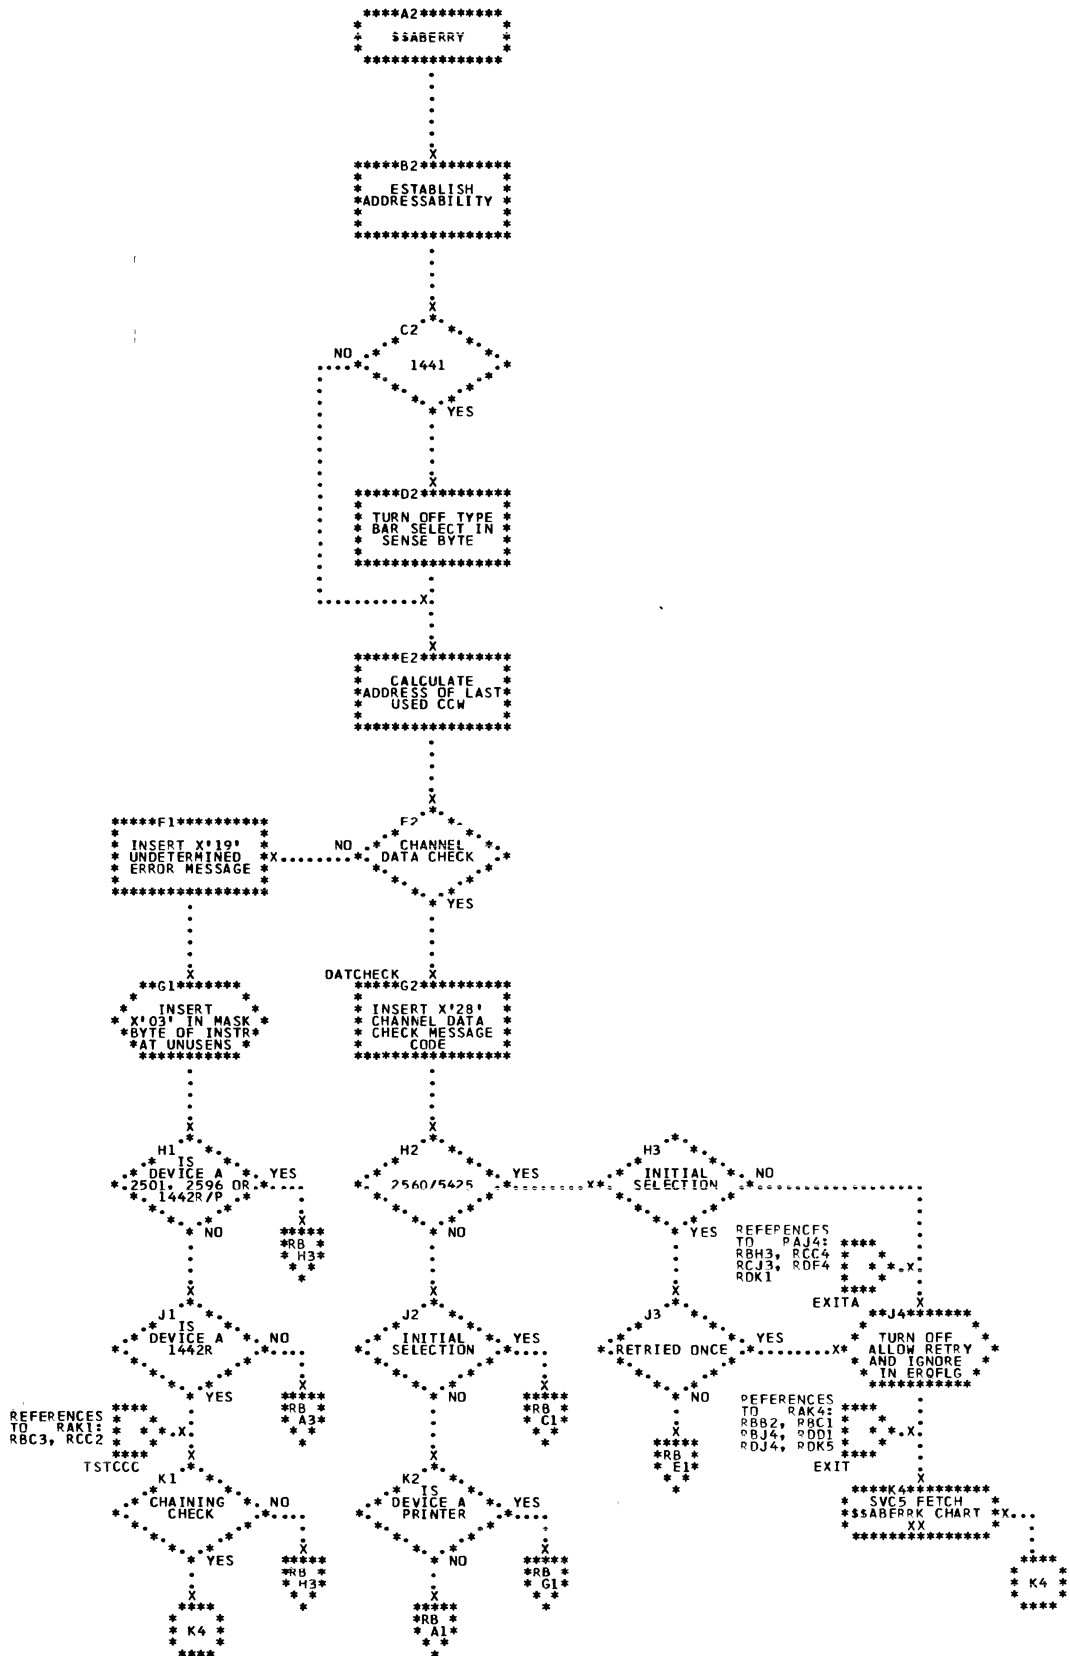 A2
$$ABERRY
B2
ESTABLISH
ADDRESSABILITY
C2
NO
1441
YES
D2
TURN OFF TYPE
BAR SELECT IN
SENSE BYTE
E2
CALCULATE
ADDRESS OF LAST
USED CCW
F1
INSERT X'19'
UNDETERMINED
ERROR MESSAGE
F2
NO
CHANNEL
DATA CHECK
YES
G1
INSERT
X'03' IN MASK
BYTE OF INSTR
AT UNUSENS
DATCHECK
G2
INSERT X'28'
CHANNEL DATA
CHECK MESSAGE
CODE
H1
IS
DEVICE A
2501, 2596 OR
1442R/P
YES
NO
RB
H3
H2
2560/5425
YES
NO
H3
INITIAL
SELECTION
NO
YES
REFERENCES
TO RAJ4:
RBH3, RCC4
RCJ3, RDF4
RDK1
EXITA
J1
IS
DEVICE A
1442R
NO
YES
RB
A3
J2
INITIAL
SELECTION
YES
NO
RB
C1
J3
RETRIED ONCE
YES
NO
RB
E1
J4
TURN OFF
ALLOW RETRY
AND IGNORE
IN ERQFLG
REFERENCES
TO RAK1:
RBC3, RCC2
TSTCCC
REFERENCES
TO RAK4:
RBB2, RBC1
RBJ4, RDD1
RDJ4, RDK5
EXIT
K1
CHAINING
CHECK
NO
YES
RB
H3
K4
K2
IS
DEVICE A
PRINTER
YES
NO
RB
G1
RB
A1
K4
SVC5 FETCH
$$ABERRK CHART
XX
K4